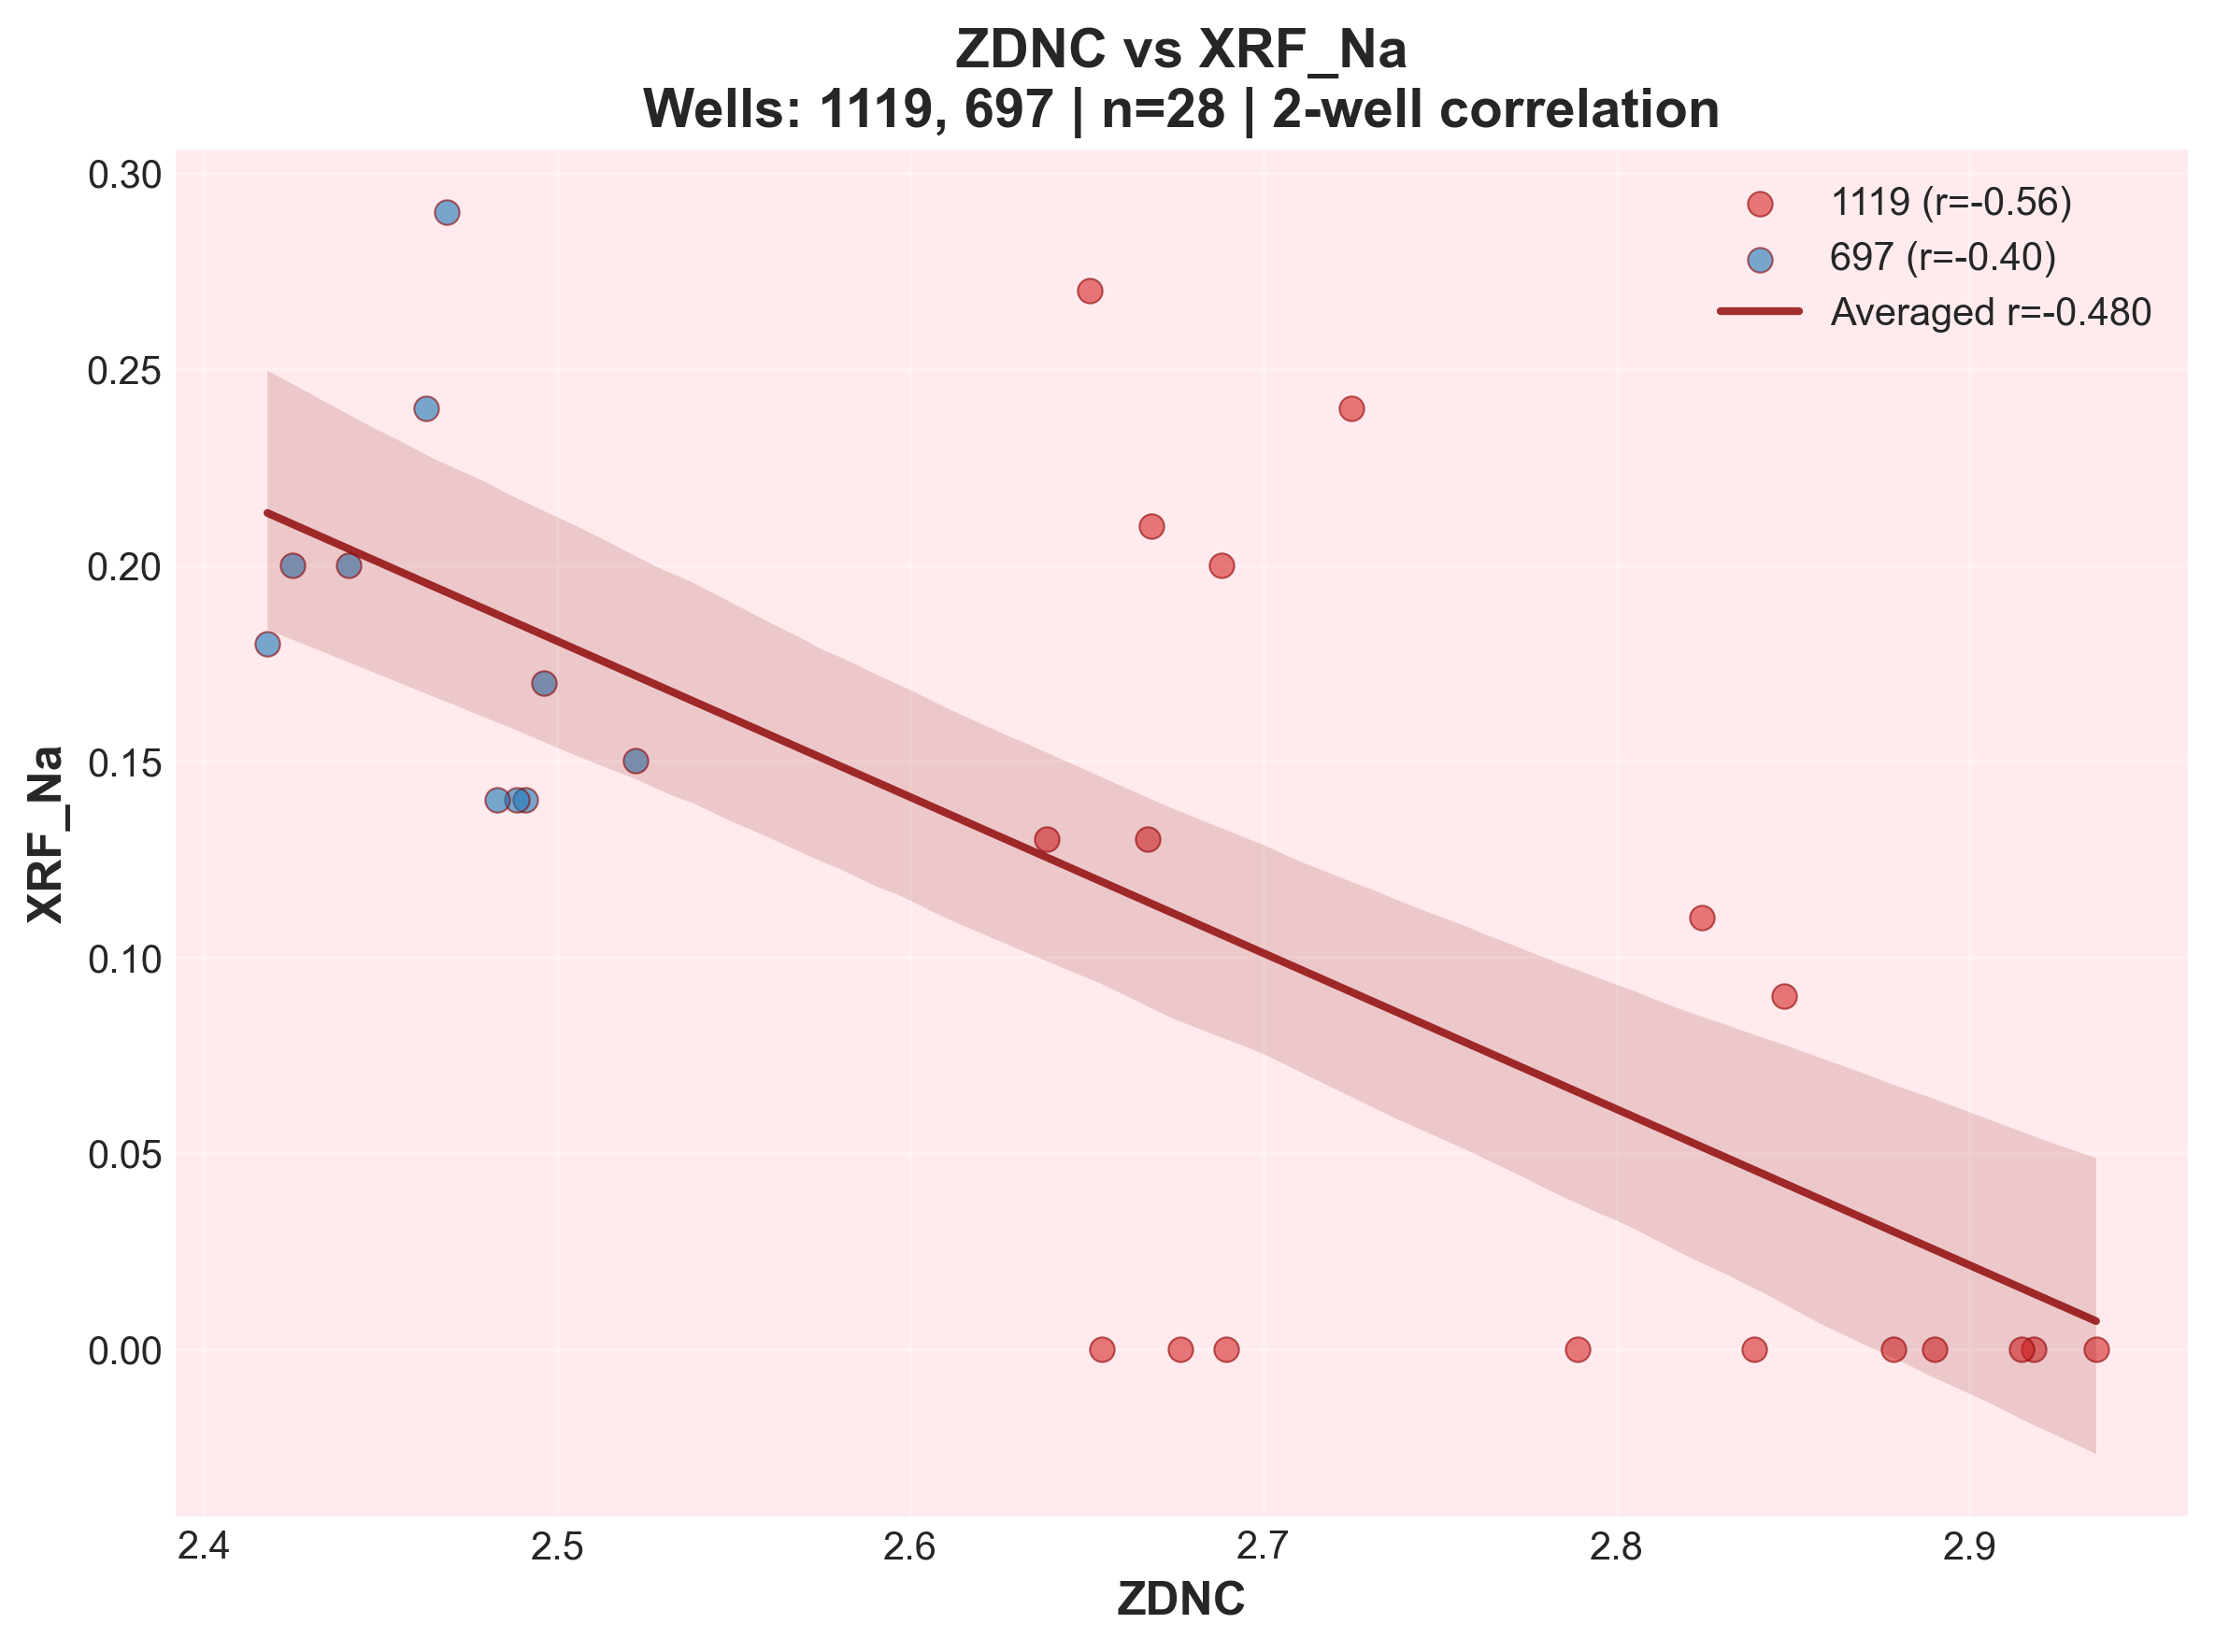 ZDNC vs XRF_Na
Wells: 1119, 697 | n=28 | 2-well correlation
1119 (r=-0.56)
697 (r=-0.40)
Averaged r=-0.480
XRF_Na
0.30
0.25
0.20
0.15
0.10
0.05
0.00
2.4 2.5 2.6 2.7 2.8 2.9
ZDNC